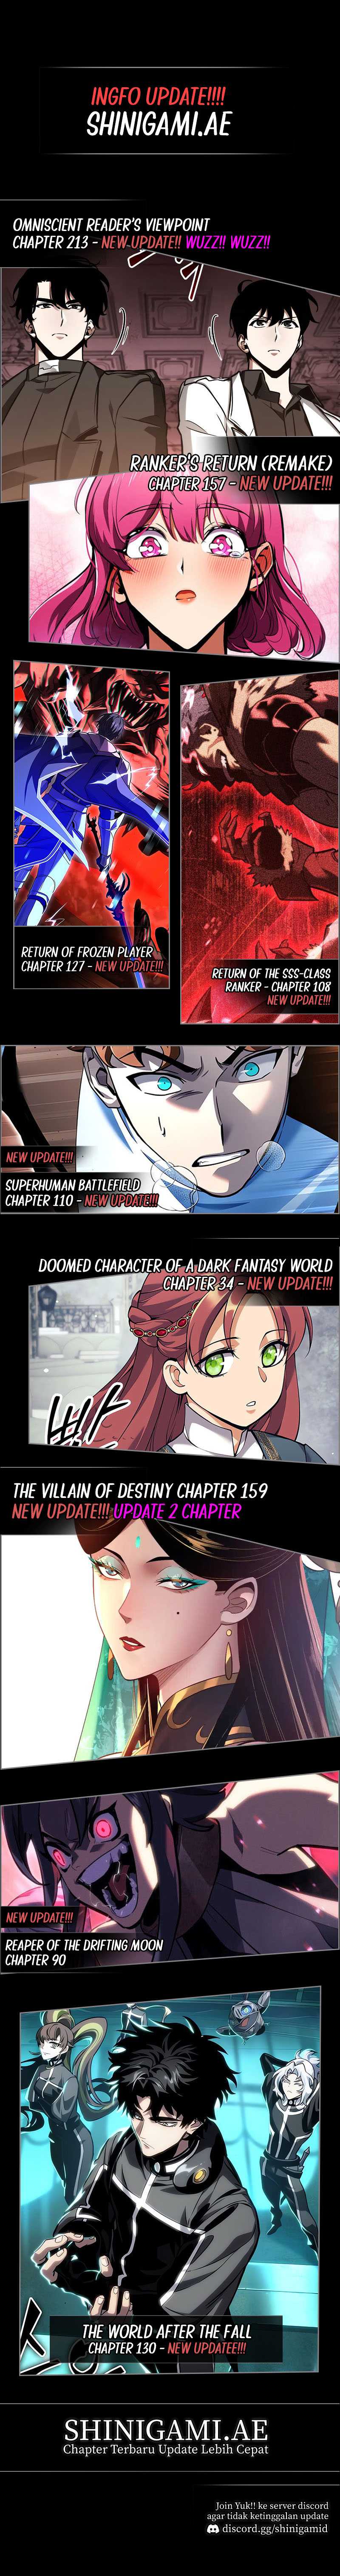 INGFO UPDATE!!!!
SHINIGAMI.AE
OMNISCIENT READER'S VIEWPOINT
CHAPTER 213 - NEW UPDATE!! WUZZ!! WUZZ!!
RANKER'S RETURN (REMAKE)
CHAPTER 157 - NEW UPDATE!!!
RETURN OF FROZEN PLAYER
CHAPTER 127 - NEW UPDATE!!!
RETURN OF THE SSS-CLASS
RANKER - CHAPTER 108
NEW UPDATE!!!
NEW UPDATE!!!
SUPERHUMAN BATTLEFIELD
CHAPTER 110 - NEW UPDATE!!!
DOOMED CHARACTER OF A DARK FANTASY WORLD
CHAPTER 34 - NEW UPDATE!!!
THE VILLAIN OF DESTINY CHAPTER 159
NEW UPDATE!!! UPDATE 2 CHAPTER
NEW UPDATE!!!
REAPER OF THE DRIFTING MOON
CHAPTER 90
THE WORLD AFTER THE FALL
CHAPTER 130 - NEW UPDATEE!!!
SHINIGAMI.AE
Chapter Terbaru Update Lebih Cepat
Join Yuk!! ke server discord
agar tidak ketinggalan update
discord.gg/shinigamid